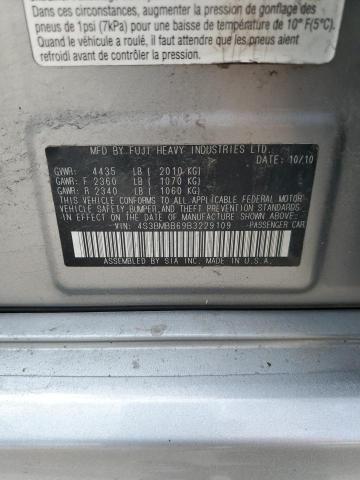 Dans ces circonstances, augmenter la pression de gonflage des
pneus de 1psi (7kPa) pour une baisse de température de 10° F(5°C).
Quand le véhicule a roulé, il faut attendre que les pneus aient
refroidi avant de contrôler la pression.
MFD BY FUJI HEAVY INDUSTRIES LTD.
DATE: 10/10
GVWR: 4435 LB ( 2010 KG)
GAWR: F 2360 LB ( 1070 KG)
GAWR: R 2340 LB ( 1060 KG)
THIS VEHICLE CONFORMS TO ALL APPLICABLE FEDERAL MOTOR
VEHICLE SAFETY, BUMPER, AND THEFT PREVENTION STANDARDS
IN EFFECT ON THE DATE OF MANUFACTURE SHOWN ABOVE.
VIN: 4S3BMBB69B3229109 PASSENGER CAR
ASSEMBLED BY SIA INC. MADE IN U.S.A.